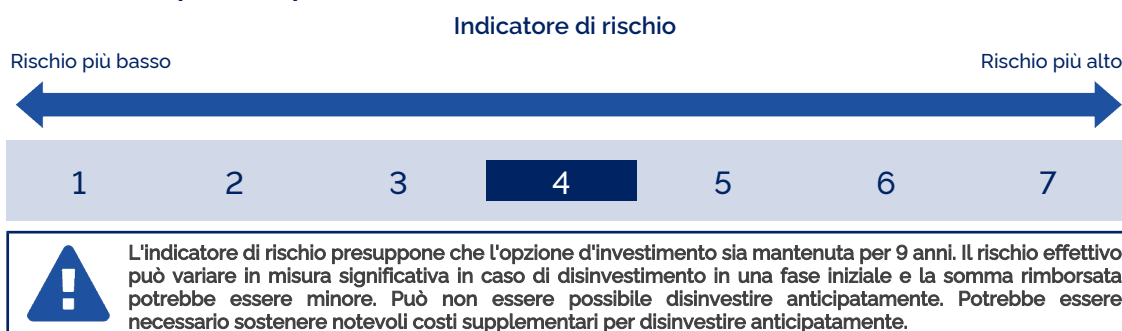 Indicatore di rischio
Rischio più basso
Rischio più alto
1 2 3 4 5 6 7
L'indicatore di rischio presuppone che l'opzione d'investimento sia mantenuta per 9 anni. Il rischio effettivo
può variare in misura significativa in caso di disinvestimento in una fase iniziale e la somma rimborsata
potrebbe essere minore. Può non essere possibile disinvestire anticipatamente. Potrebbe essere
necessario sostenere notevoli costi supplementari per disinvestire anticipatamente.